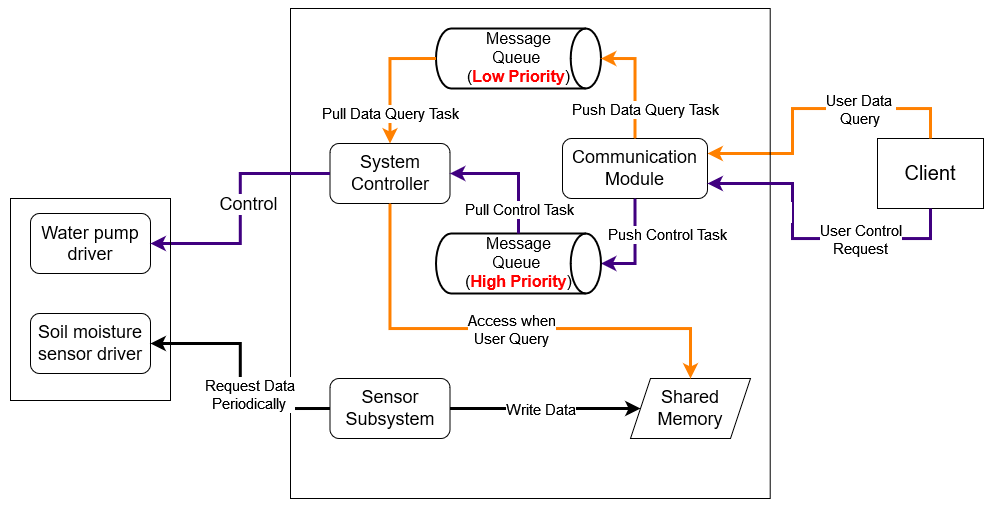 Message
Queue
(Low Priority)
Pull Data Query Task
Push Data Query Task
User Data
Query
System
Controller
Communication
Module
Client
Control
Pull Control Task
Push Control Task
User Control
Request
Water pump
driver
Message
Queue
(High Priority)
Soil moisture
sensor driver
Access when
User Query
Request Data
Periodically
Sensor
Subsystem
Write Data
Shared
Memory